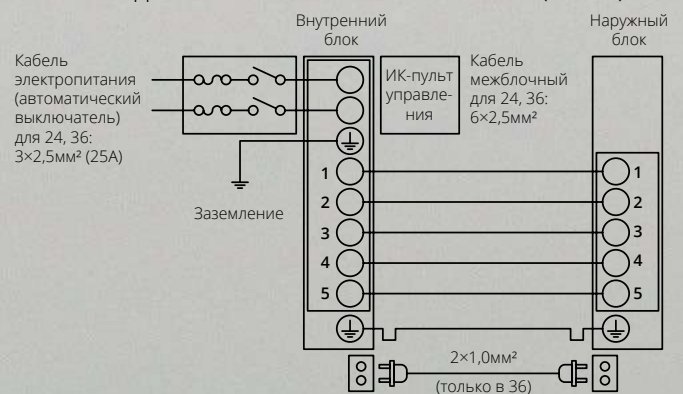 Внутренний
блок
Наружный
блок
Кабель
электропитания
(автоматический
выключатель)
для 24, 36:
3×2,5мм² (25А)
ИК-пульт
управле-
ния
Кабель
межблочный
для 24, 36:
6×2,5мм²
Заземление
1
2
3
4
5
1
2
3
4
5
2×1,0мм²
(только в 36)